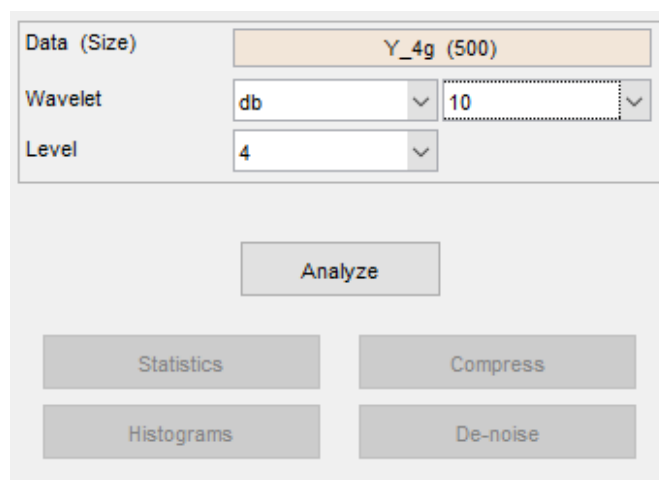 Data (Size) Y_4g (500)
Wavelet db 10
Level 4
Analyze
Statistics Compress
Histograms De-noise